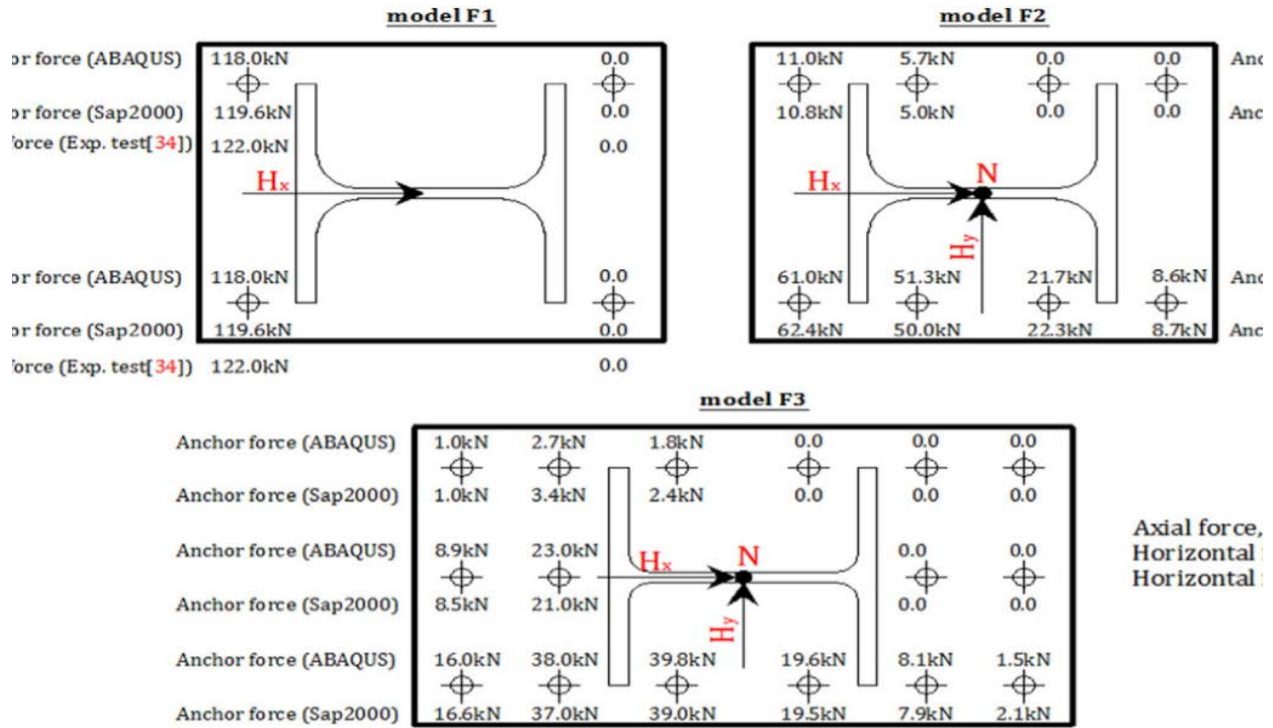 model F1 model F2
or force (ABAQUS) 118.0kN 0.0 11.0kN 5.7kN 0.0 0.0 Anc
or force (Sap2000) 119.6kN 0.0 10.8kN 5.0kN 0.0 0.0 Anc
force (Exp. test[34]) 122.0kN 0.0
Hx Hx N
Hy
or force (ABAQUS) 118.0kN 0.0 61.0kN 51.3kN 21.7kN 8.6kN Anc
or force (Sap2000) 119.6kN 0.0 62.4kN 50.0kN 22.3kN 8.7kN Anc
force (Exp. test[34]) 122.0kN 0.0
model F3
Anchor force (ABAQUS) 1.0kN 2.7kN 1.8kN 0.0 0.0 0.0
Anchor force (Sap2000) 1.0kN 3.4kN 2.4kN 0.0 0.0 0.0
Axial force,
Anchor force (ABAQUS) 8.9kN 23.0kN Hx N 0.0 0.0
Horizontal
Horizontal
Anchor force (Sap2000) 8.5kN 21.0kN 0.0 0.0
Hy
Anchor force (ABAQUS) 16.0kN 38.0kN 39.8kN 19.6kN 8.1kN 1.5kN
Anchor force (Sap2000) 16.6kN 37.0kN 39.0kN 19.5kN 7.9kN 2.1kN